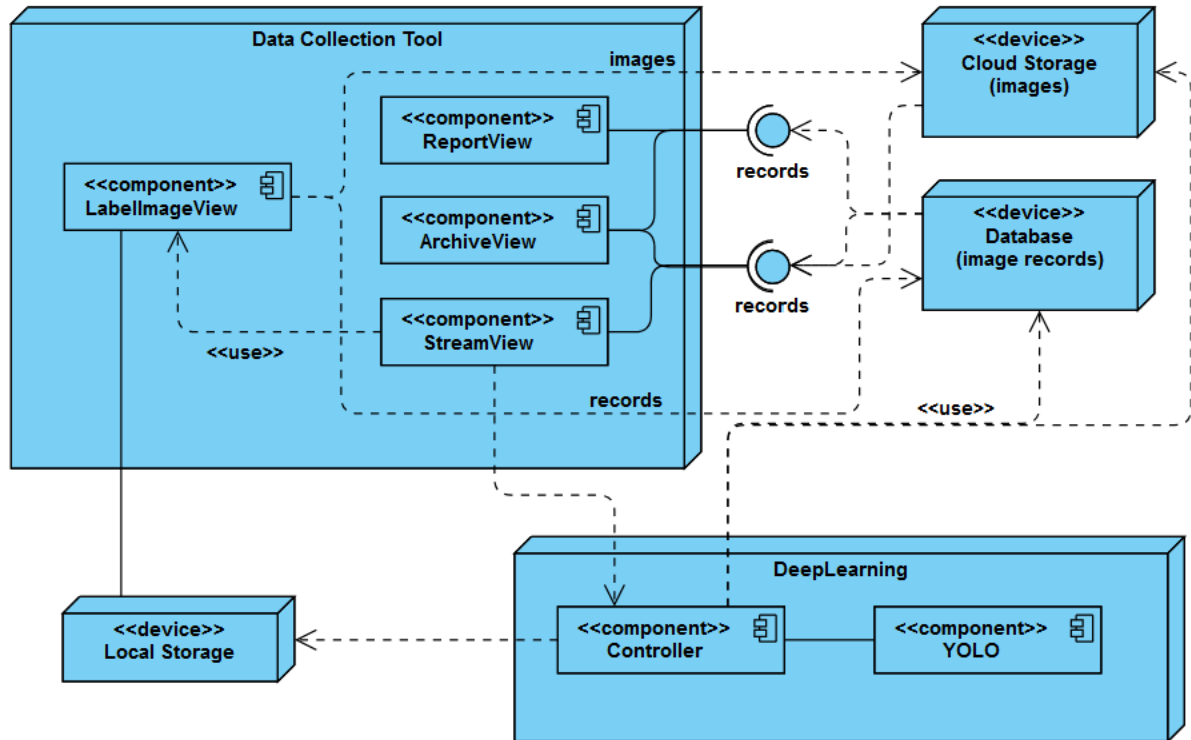 Data Collection Tool
images
<<device>>
Cloud Storage
(images)
<<component>>
ReportView
records
<<component>>
LabelImageView
<<component>>
ArchiveView
<<device>>
Database
(image records)
records
<<component>>
StreamView
<<use>>
records
<<use>>
DeepLearning
<<device>>
Local Storage
<<component>>
Controller
<<component>>
YOLO